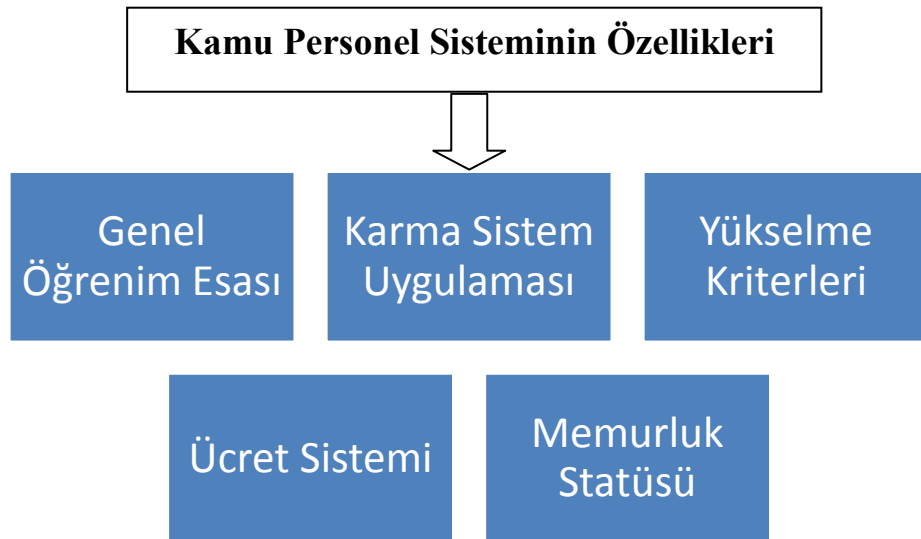 Kamu Personel Sisteminin Özellikleri
Genel
Öğrenim Esası
Karma Sistem
Uygulaması
Yükselme
Kriterleri
Ücret Sistemi
Memurluk
Statüsü